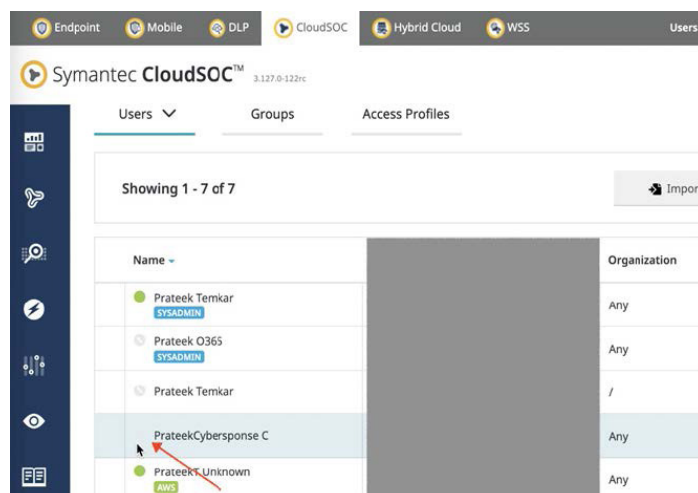 Endpoint Mobile DLP CloudSOC Hybrid Cloud WSS Users
Symantec CloudSOC™ 3.127.0-122rc
Users Groups Access Profiles
Showing 1 - 7 of 7 Impor
Name Organization
Prateek Temkar Any
SYSADMIN
Prateek O365 Any
SYSADMIN
Prateek Temkar /
PrateekCybersponse C Any
PrateekT Unknown Any
AWS